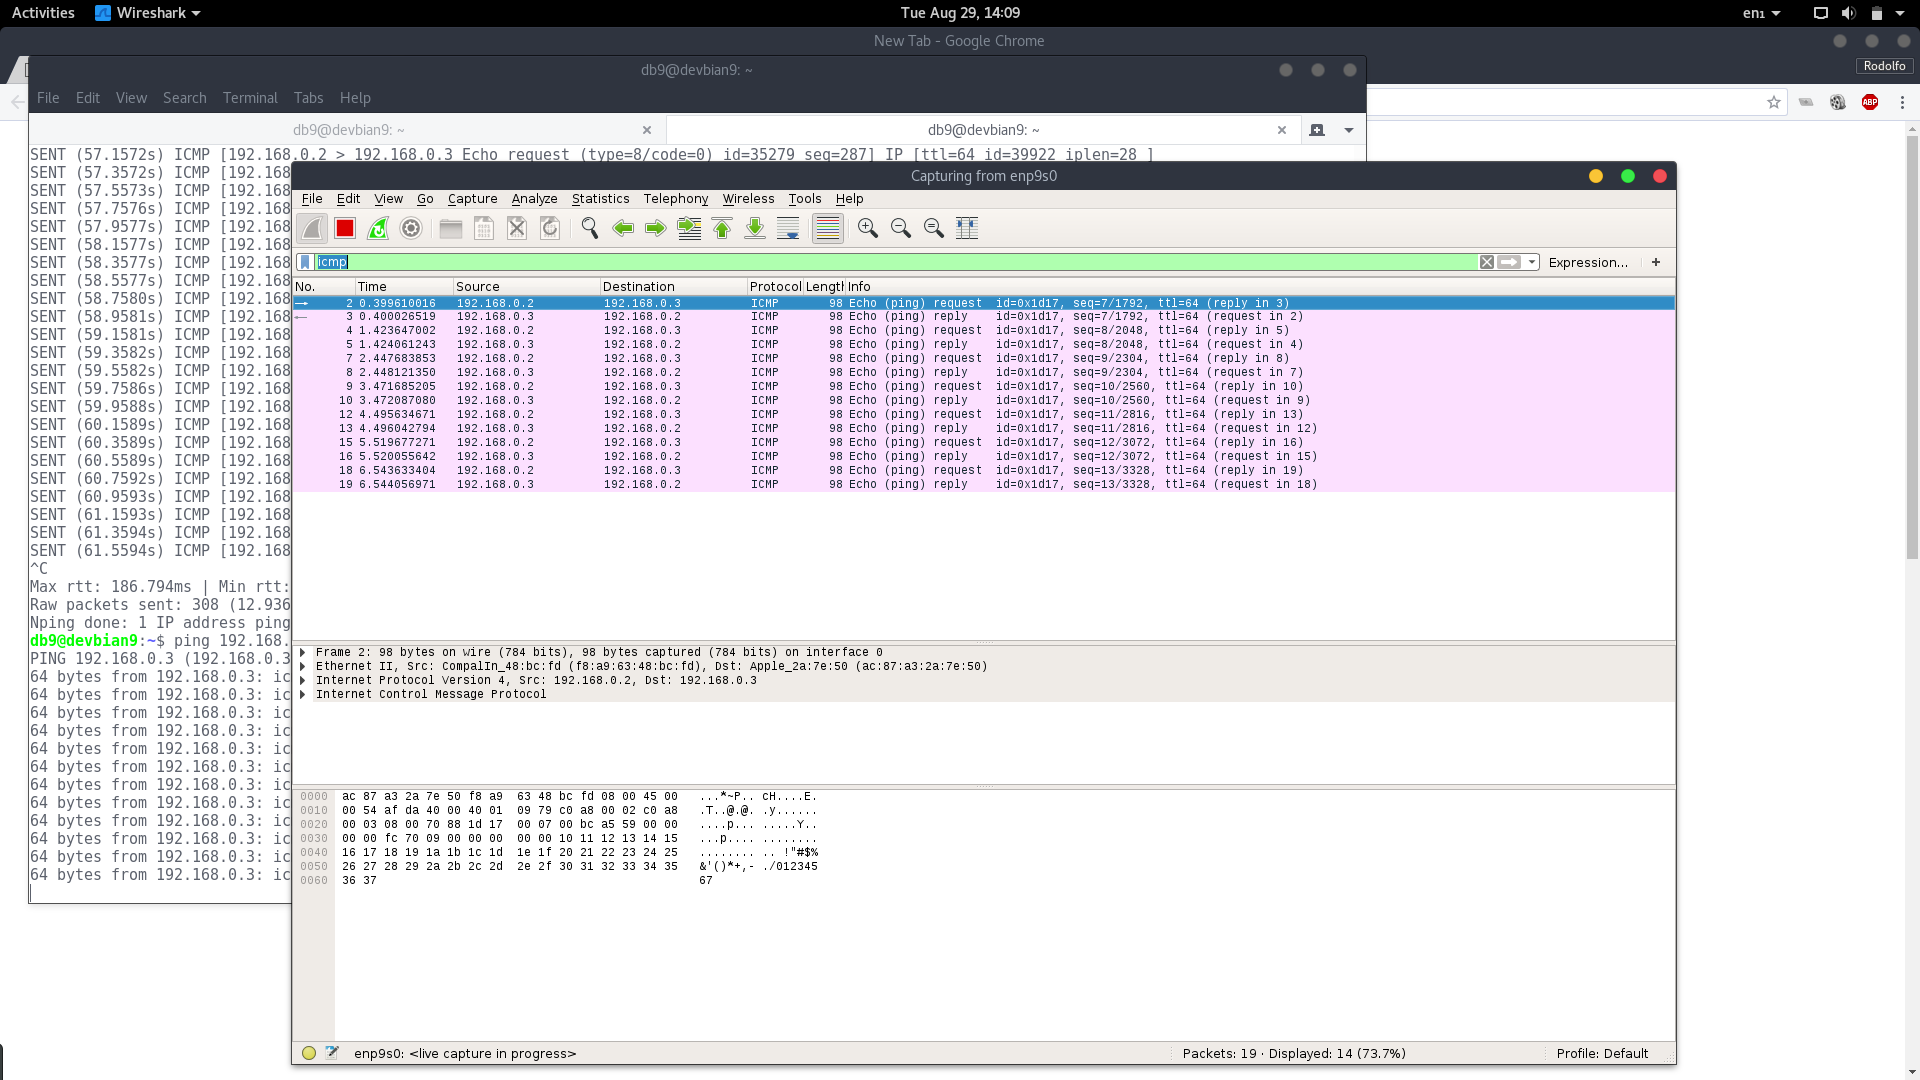 Activities Wireshark Tue Aug 29, 14:09 en₁
New Tab - Google Chrome
Rodolfo
ABP
db9@devbian9: ~
File Edit View Search Terminal Tabs Help
db9@devbian9: ~ db9@devbian9: ~
SENT (57.1572s) ICMP [192.168.0.2 > 192.168.0.3 Echo request (type=8/code=0) id=35279 seq=287] IP [ttl=64 id=39922 iplen=28 ]
SENT (57.3572s) ICMP [192.168
SENT (57.5573s) ICMP [192.168
SENT (57.7576s) ICMP [192.168
SENT (57.9577s) ICMP [192.168
SENT (58.1577s) ICMP [192.168
SENT (58.3577s) ICMP [192.168
SENT (58.5577s) ICMP [192.168
SENT (58.7580s) ICMP [192.168
SENT (58.9581s) ICMP [192.168
SENT (59.1581s) ICMP [192.168
SENT (59.3582s) ICMP [192.168
SENT (59.5582s) ICMP [192.168
SENT (59.7586s) ICMP [192.168
SENT (59.9588s) ICMP [192.168
SENT (60.1589s) ICMP [192.168
SENT (60.3589s) ICMP [192.168
SENT (60.5589s) ICMP [192.168
SENT (60.7592s) ICMP [192.168
SENT (60.9593s) ICMP [192.168
SENT (61.1593s) ICMP [192.168
SENT (61.3594s) ICMP [192.168
SENT (61.5594s) ICMP [192.168
^C
Max rtt: 186.794ms | Min rtt:
Raw packets sent: 308 (12.936
Nping done: 1 IP address ping
db9@devbian9:~$ ping 192.168.
PING 192.168.0.3 (192.168.0.3
64 bytes from 192.168.0.3: ic
64 bytes from 192.168.0.3: ic
64 bytes from 192.168.0.3: ic
64 bytes from 192.168.0.3: ic
64 bytes from 192.168.0.3: ic
64 bytes from 192.168.0.3: ic
64 bytes from 192.168.0.3: ic
64 bytes from 192.168.0.3: ic
64 bytes from 192.168.0.3: ic
64 bytes from 192.168.0.3: ic
64 bytes from 192.168.0.3: ic
64 bytes from 192.168.0.3: ic
Capturing from enp9s0
File Edit View Go Capture Analyze Statistics Telephony Wireless Tools Help
icmp Expression... +
No. Time Source Destination Protocol Length Info
2 0.399610016 192.168.0.2 192.168.0.3 ICMP 98 Echo (ping) request id=0x1d17, seq=7/1792, ttl=64 (reply in 3)
3 0.400026519 192.168.0.3 192.168.0.2 ICMP 98 Echo (ping) reply id=0x1d17, seq=7/1792, ttl=64 (request in 2)
4 1.423647002 192.168.0.2 192.168.0.3 ICMP 98 Echo (ping) request id=0x1d17, seq=8/2048, ttl=64 (reply in 5)
5 1.424061243 192.168.0.3 192.168.0.2 ICMP 98 Echo (ping) reply id=0x1d17, seq=8/2048, ttl=64 (request in 4)
7 2.447683853 192.168.0.2 192.168.0.3 ICMP 98 Echo (ping) request id=0x1d17, seq=9/2304, ttl=64 (reply in 8)
8 2.448121350 192.168.0.3 192.168.0.2 ICMP 98 Echo (ping) reply id=0x1d17, seq=9/2304, ttl=64 (request in 7)
9 3.471685205 192.168.0.2 192.168.0.3 ICMP 98 Echo (ping) request id=0x1d17, seq=10/2560, ttl=64 (reply in 10)
10 3.472087080 192.168.0.3 192.168.0.2 ICMP 98 Echo (ping) reply id=0x1d17, seq=10/2560, ttl=64 (request in 9)
12 4.495634671 192.168.0.2 192.168.0.3 ICMP 98 Echo (ping) request id=0x1d17, seq=11/2816, ttl=64 (reply in 13)
13 4.496042794 192.168.0.3 192.168.0.2 ICMP 98 Echo (ping) reply id=0x1d17, seq=11/2816, ttl=64 (request in 12)
15 5.519677271 192.168.0.2 192.168.0.3 ICMP 98 Echo (ping) request id=0x1d17, seq=12/3072, ttl=64 (reply in 16)
16 5.520055642 192.168.0.3 192.168.0.2 ICMP 98 Echo (ping) reply id=0x1d17, seq=12/3072, ttl=64 (request in 15)
18 6.543633404 192.168.0.2 192.168.0.3 ICMP 98 Echo (ping) request id=0x1d17, seq=13/3328, ttl=64 (reply in 19)
19 6.544056971 192.168.0.3 192.168.0.2 ICMP 98 Echo (ping) reply id=0x1d17, seq=13/3328, ttl=64 (request in 18)
Frame 2: 98 bytes on wire (784 bits), 98 bytes captured (784 bits) on interface 0
Ethernet II, Src: CompalIn_48:bc:fd (f8:a9:63:48:bc:fd), Dst: Apple_2a:7e:50 (ac:87:a3:2a:7e:50)
Internet Protocol Version 4, Src: 192.168.0.2, Dst: 192.168.0.3
Internet Control Message Protocol
0000 ac 87 a3 2a 7e 50 f8 a9 63 48 bc fd 08 00 45 00 ...*~P.. cH....E.
0010 00 54 af da 40 00 40 01 09 79 c0 a8 00 02 c0 a8 .T..@.@. .y......
0020 00 03 08 00 70 88 1d 17 00 07 00 bc a5 59 00 00 ....p... .....Y..
0030 00 00 fc 70 09 00 00 00 00 00 10 11 12 13 14 15 ...p.... ........
0040 16 17 18 19 1a 1b 1c 1d 1e 1f 20 21 22 23 24 25 ........ .. !"#$%
0050 26 27 28 29 2a 2b 2c 2d 2e 2f 30 31 32 33 34 35 &'()*+,- ./012345
0060 36 37 67
enp9s0: <live capture in progress> Packets: 19 · Displayed: 14 (73.7%) Profile: Default